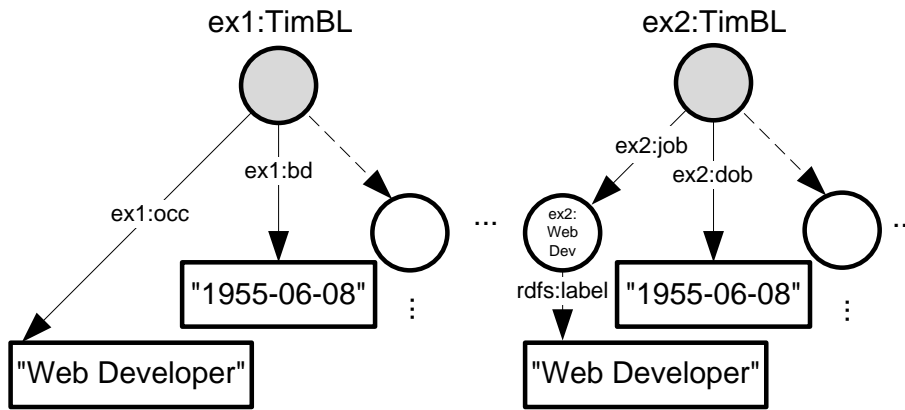 ex1:TimBL
ex2:TimBL
ex1:occ
ex1:bd
...
"1955-06-08"
...
"Web Developer"
ex2:job
ex2:dob
ex2:
Web
Dev
...
rdfs:label
"1955-06-08"
...
"Web Developer"